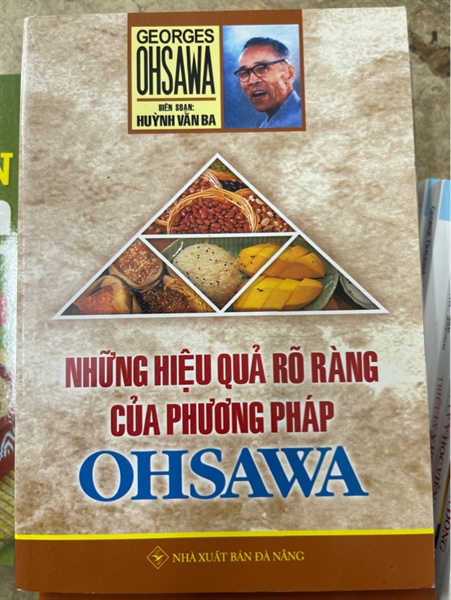 GEORGES
OHSAWA
BIÊN SOẠN:
HUỲNH VĂN BA
NHỮNG HIỆU QUẢ RÕ RÀNG
CỦA PHƯƠNG PHÁP
OHSAWA
NHÀ XUẤT BẢN ĐÀ NẴNG